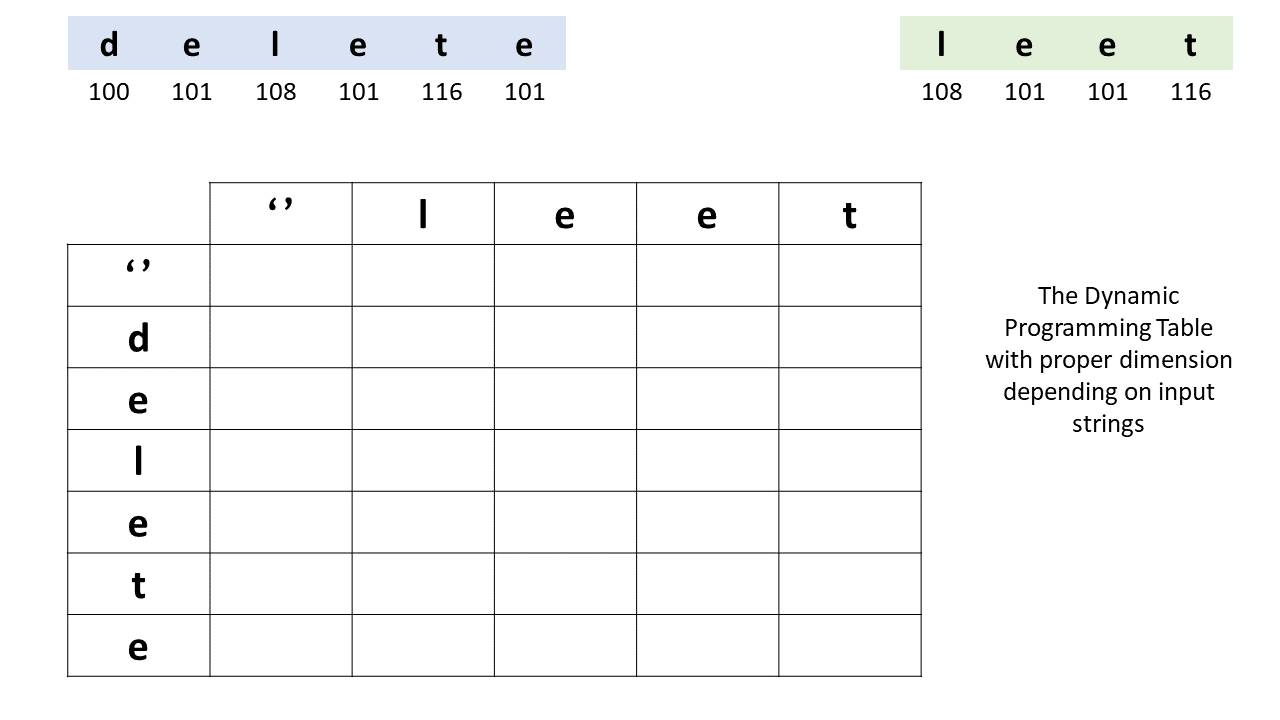 d e l e t e l e e t
100 101 108 101 116 101 108 101 101 116
‘’ l e e t
‘’
d
e
l
e
t
e
The Dynamic
Programming Table
with proper dimension
depending on input
strings